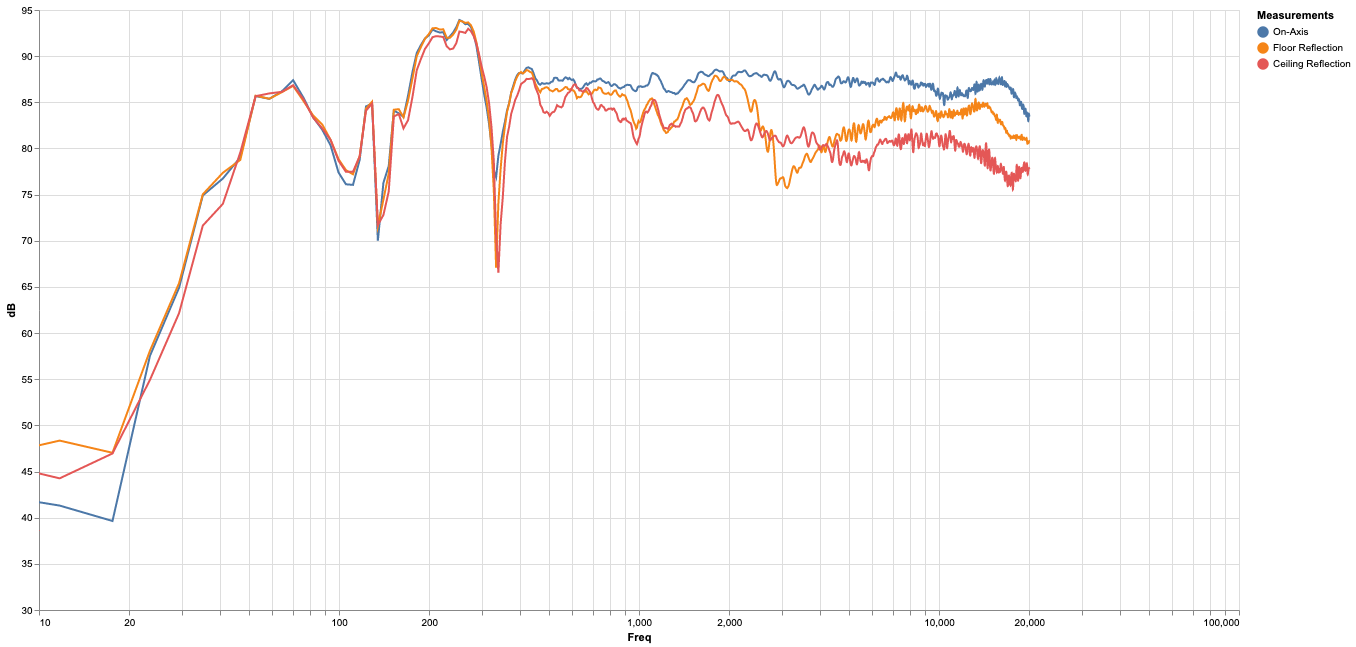 Measurements
On-Axis
Floor Reflection
Ceiling Reflection
95
90
85
80
75
70
65
60
55
50
45
40
35
30
dB
10 20 100 200 1,000 2,000 10,000 20,000 100,000
Freq